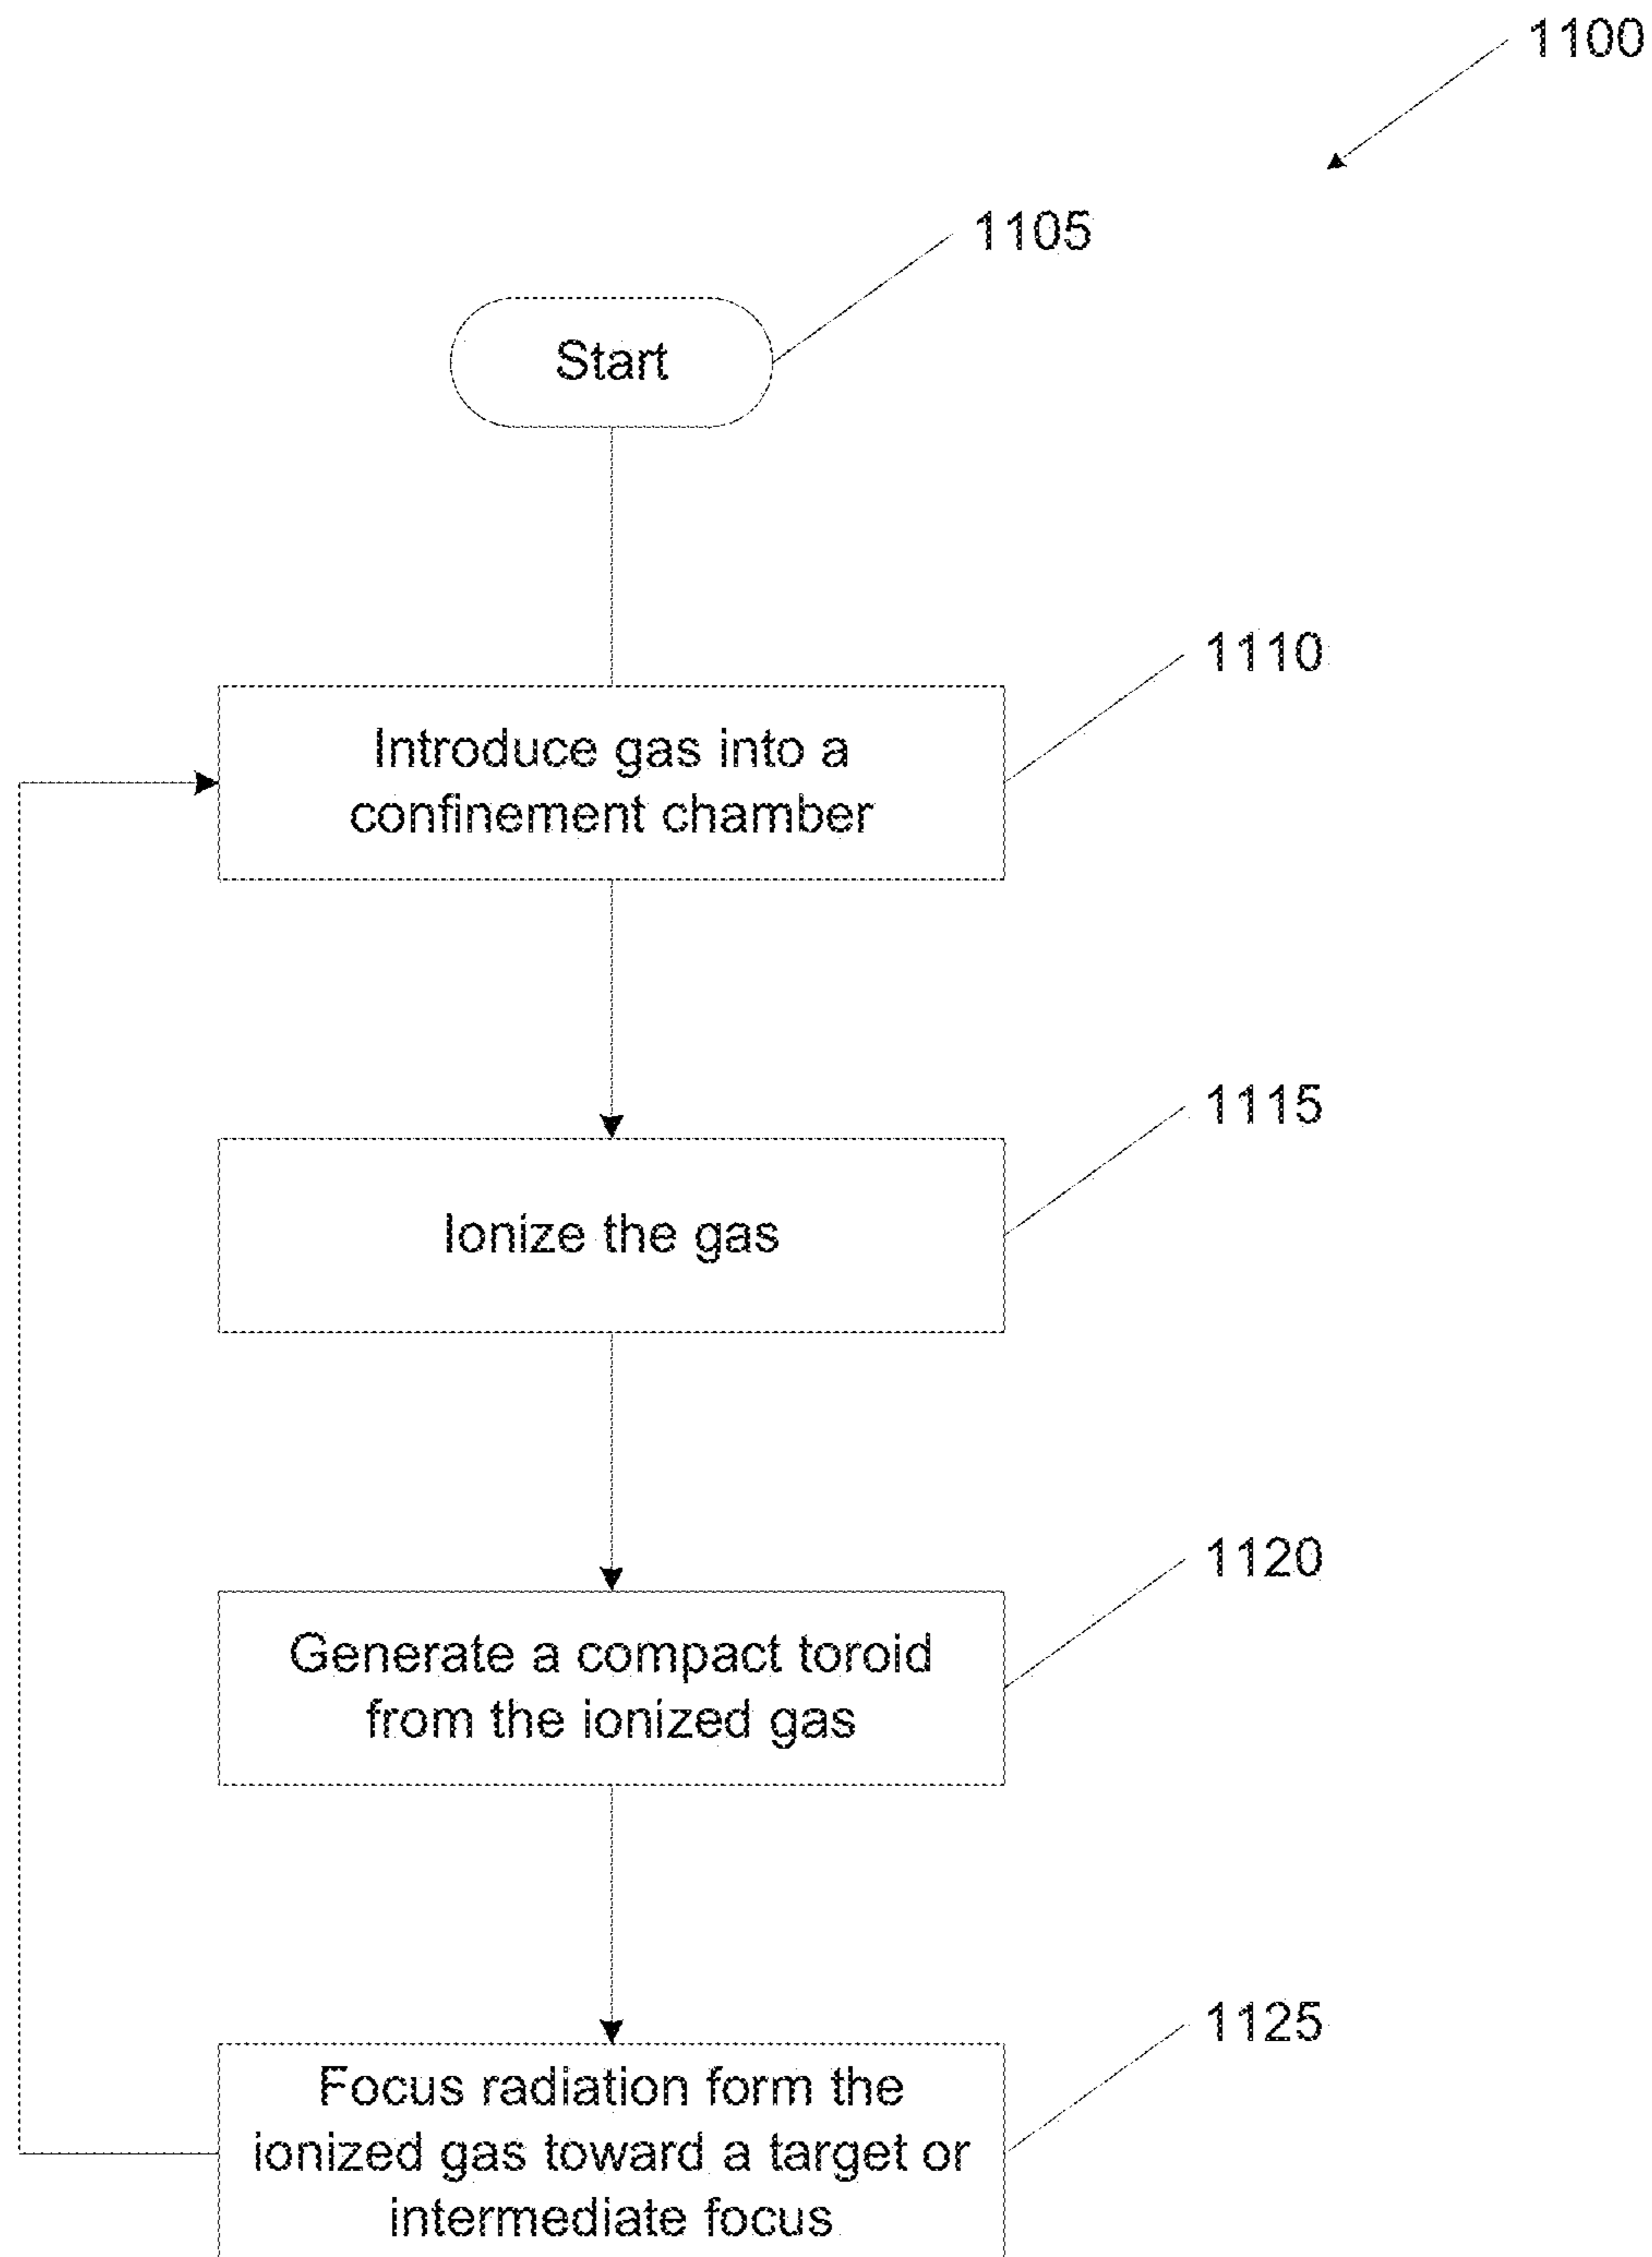 1100
1105
Start
1110
Introduce gas into a
confinement chamber
1115
Ionize the gas
1120
Generate a compact toroid
from the ionized gas
1125
Focus radiation form the
ionized gas toward a target or
intermediate focus